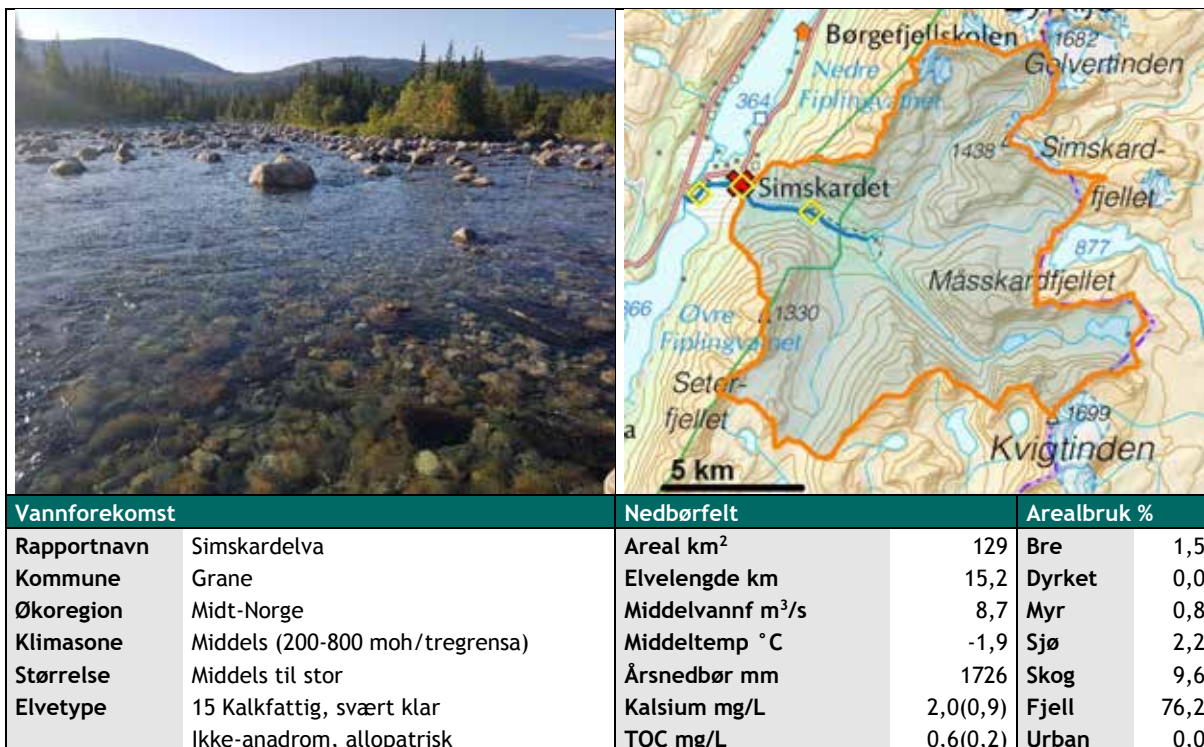 1682
Børgefjellskolen
Golvertinden
Nedre
Fiplingvatnet
364
1438
Simskard-
fjellet
Simskardet
877
Måsskardfjellet
366
Øvre
Fiplingvatnet
1330
Seter-
fjellet
a
1699
Kvigtinden
5 km
Vannforekomst Nedbørfelt Arealbruk %
Rapportnavn Simskardelva Areal km² 129 Bre 1,5
Kommune Grane Elvelengde km 15,2 Dyrket 0,0
Økoregion Midt-Norge Middelvannf m³/s 8,7 Myr 0,8
Klimasone Middels (200-800 moh/tregrensa) Middeltemp °C -1,9 Sjø 2,2
Størrelse Middels til stor Årsnedbør mm 1726 Skog 9,6
Elvetype 15 Kalkfattig, svært klar Kalsium mg/L 2,0(0,9) Fjell 76,2
Ikke-anadrom, allopatrisk TOC mg/L 0,6(0,2) Urban 0,0